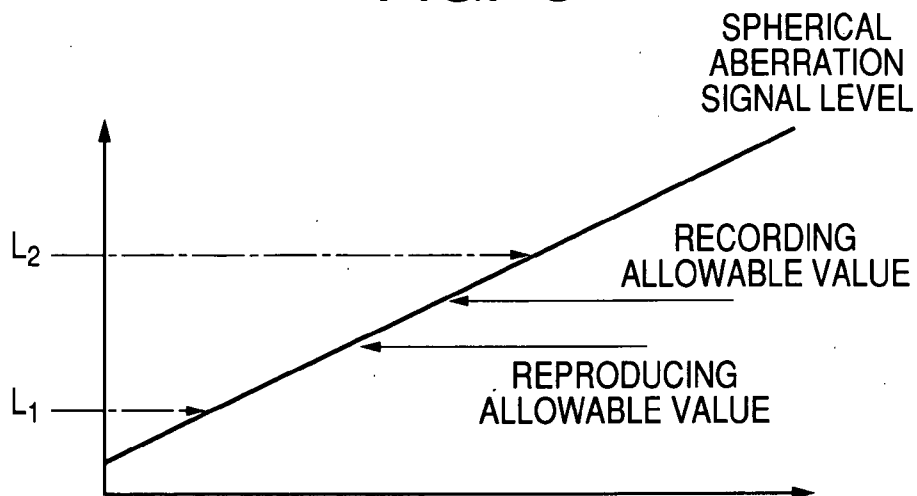 SPHERICAL
ABERRATION
SIGNAL LEVEL
L2
RECORDING
ALLOWABLE VALUE
REPRODUCING
ALLOWABLE VALUE
L1